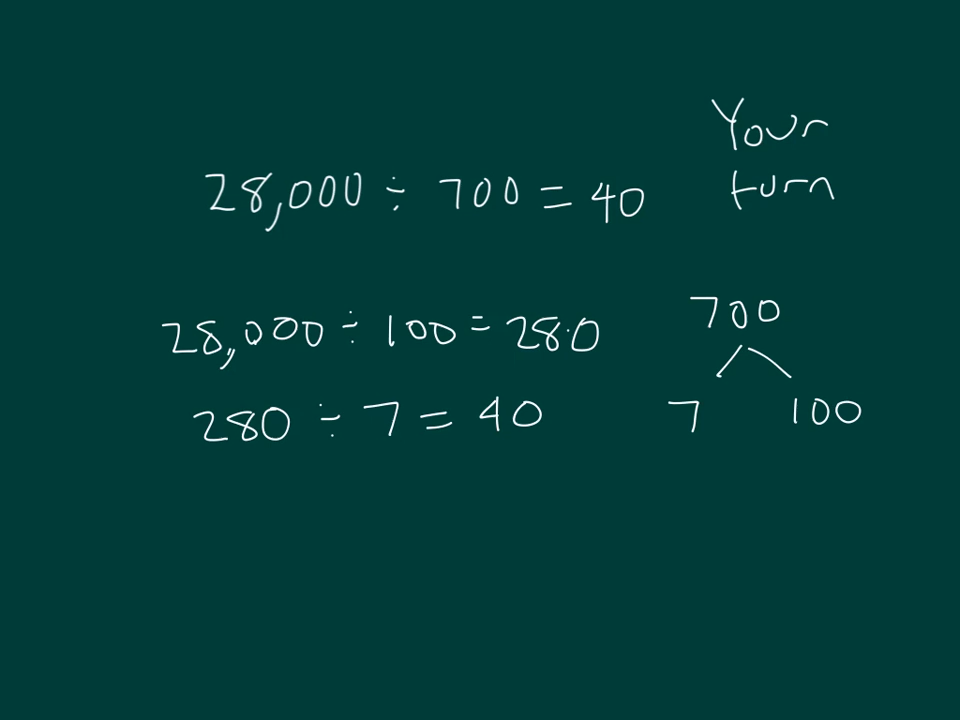 Your
turn
28,000 ÷ 700 = 40
28,000 ÷ 100 = 280
280 ÷ 7 = 40
700
7 100